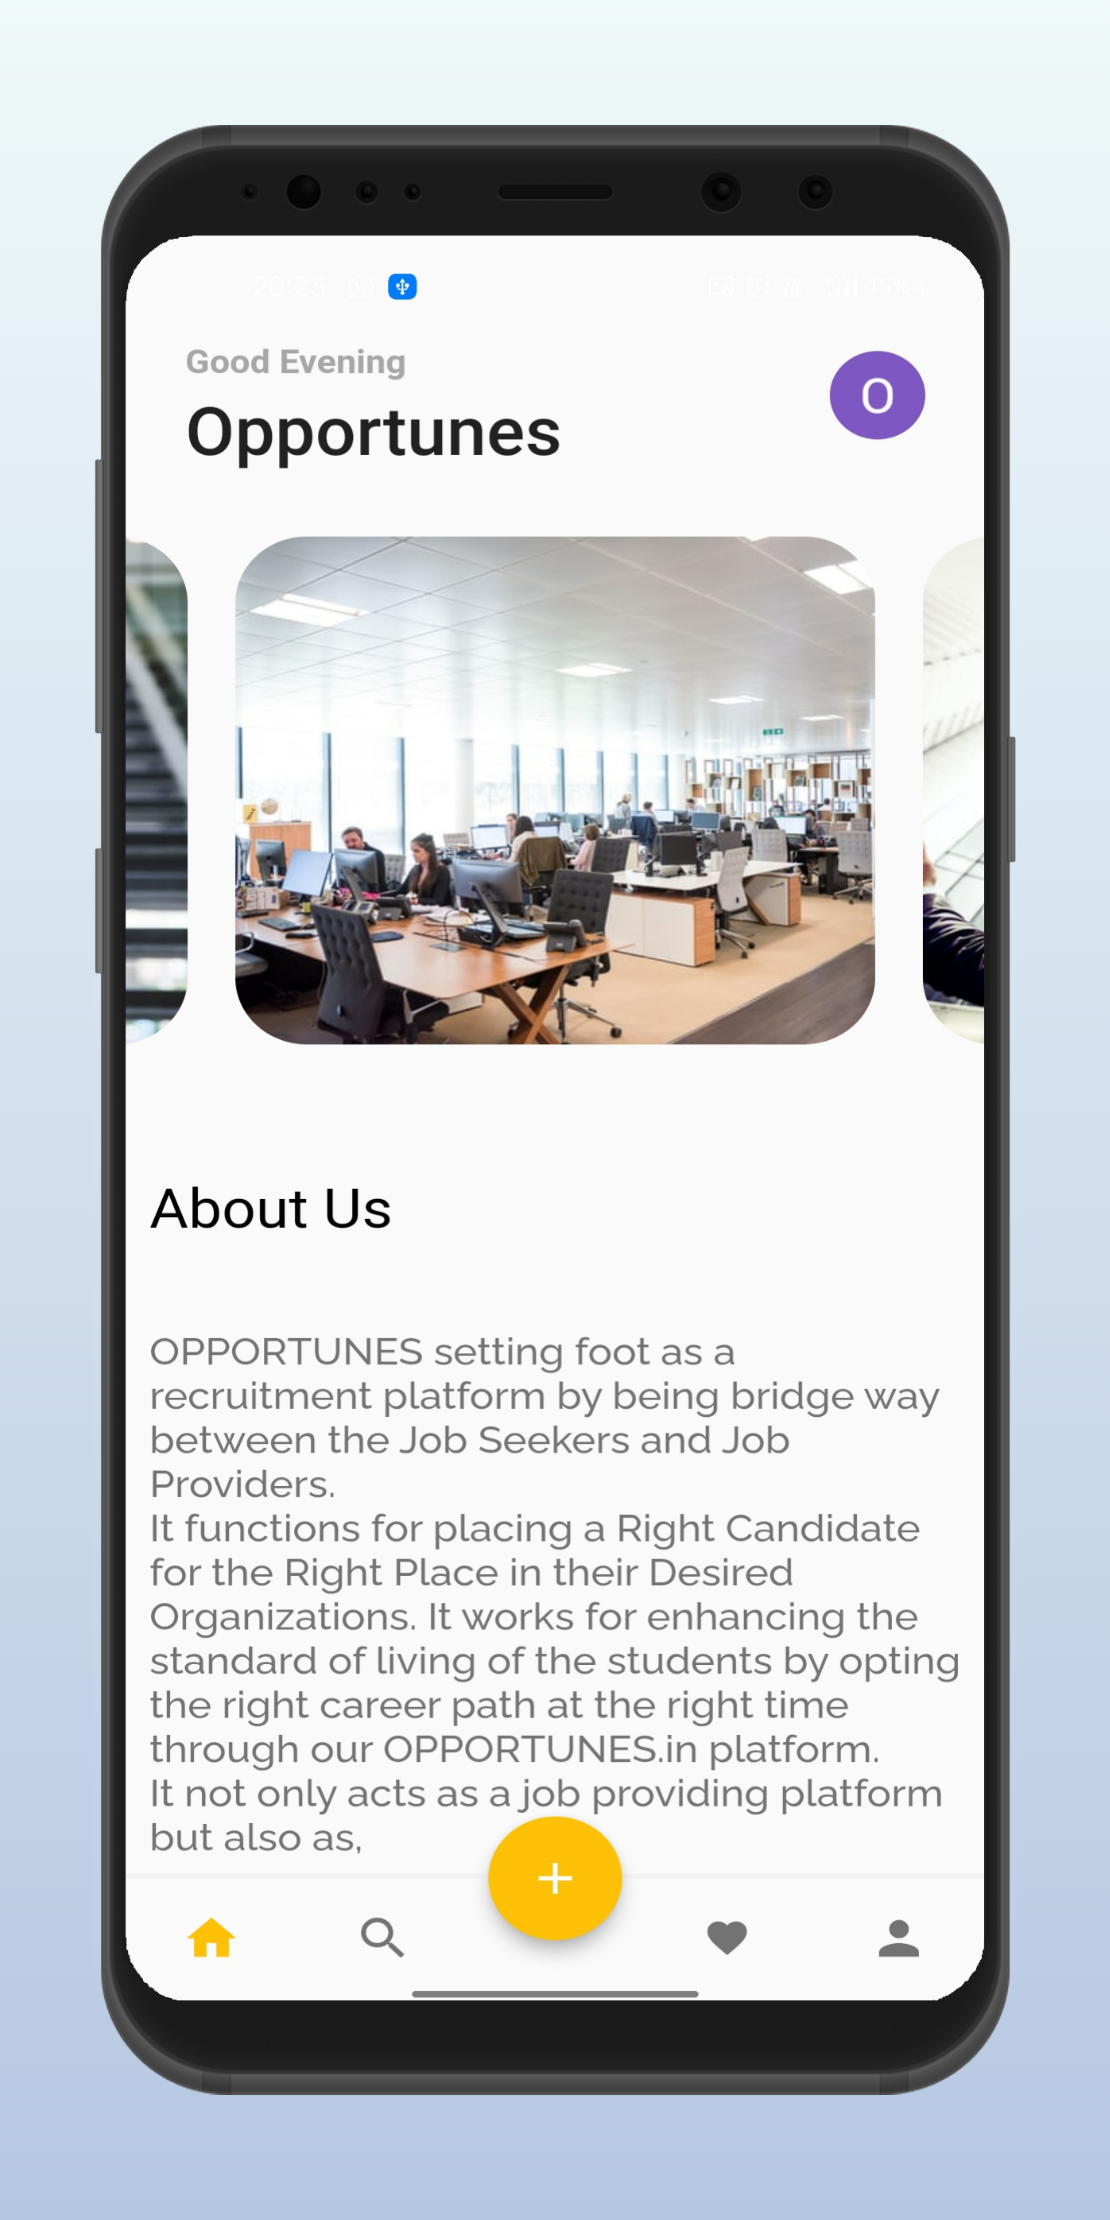 20:23
45%
Good Evening
Opportunes
O
About Us
OPPORTUNES setting foot as a
recruitment platform by being bridge way
between the Job Seekers and Job
Providers.
It functions for placing a Right Candidate
for the Right Place in their Desired
Organizations. It works for enhancing the
standard of living of the students by opting
the right career path at the right time
through our OPPORTUNES.in platform.
It not only acts as a job providing platform
but also as,
+